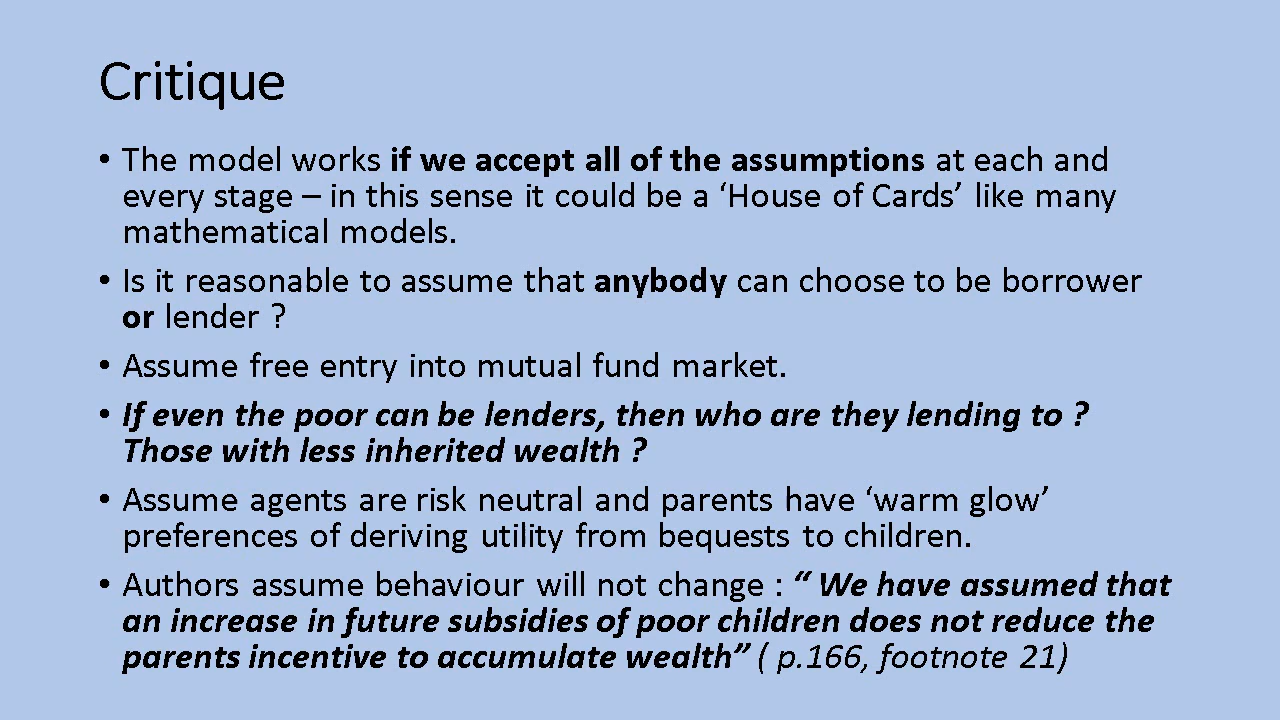 Critique
• The model works if we accept all of the assumptions at each and
every stage – in this sense it could be a ‘House of Cards’ like many
mathematical models.
• Is it reasonable to assume that anybody can choose to be borrower
or lender ?
• Assume free entry into mutual fund market.
• If even the poor can be lenders, then who are they lending to ?
Those with less inherited wealth ?
• Assume agents are risk neutral and parents have ‘warm glow’
preferences of deriving utility from bequests to children.
• Authors assume behaviour will not change : “ We have assumed that
an increase in future subsidies of poor children does not reduce the
parents incentive to accumulate wealth” ( p.166, footnote 21)